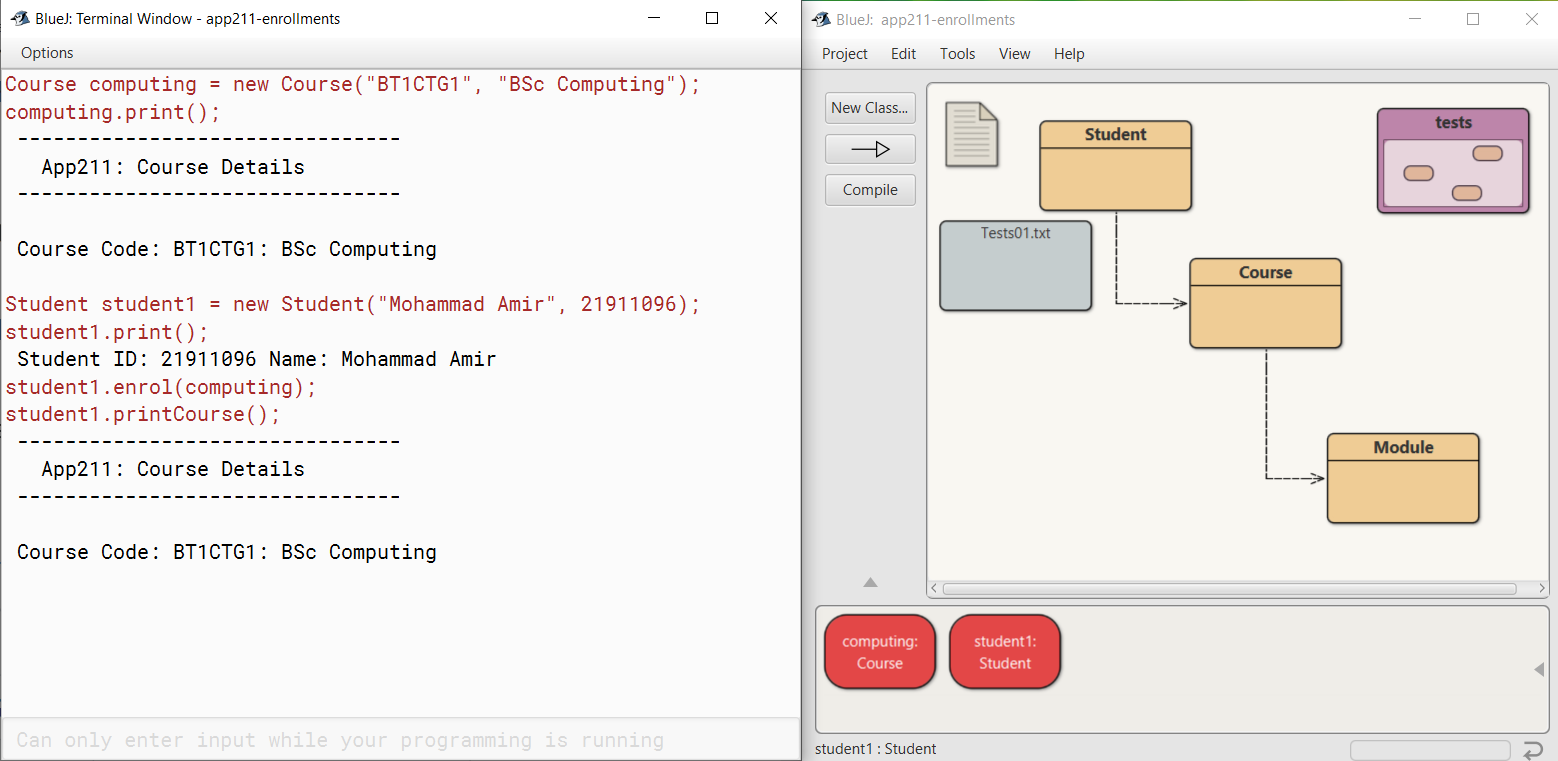 BlueJ: Terminal Window - app211-enrollments
Options
Course computing = new Course("BT1CTG1", "BSc Computing");
computing.print();
--------------------------------
App211: Course Details
--------------------------------
Course Code: BT1CTG1: BSc Computing
Student student1 = new Student("Mohammad Amir", 21911096);
student1.print();
Student ID: 21911096 Name: Mohammad Amir
student1.enrol(computing);
student1.printCourse();
--------------------------------
App211: Course Details
--------------------------------
Course Code: BT1CTG1: BSc Computing
Can only enter input while your programming is running
BlueJ: app211-enrollments
Project Edit Tools View Help
New Class...
Compile
Student
tests
Tests01.txt
Course
Module
computing:
Course
student1:
Student
student1 : Student